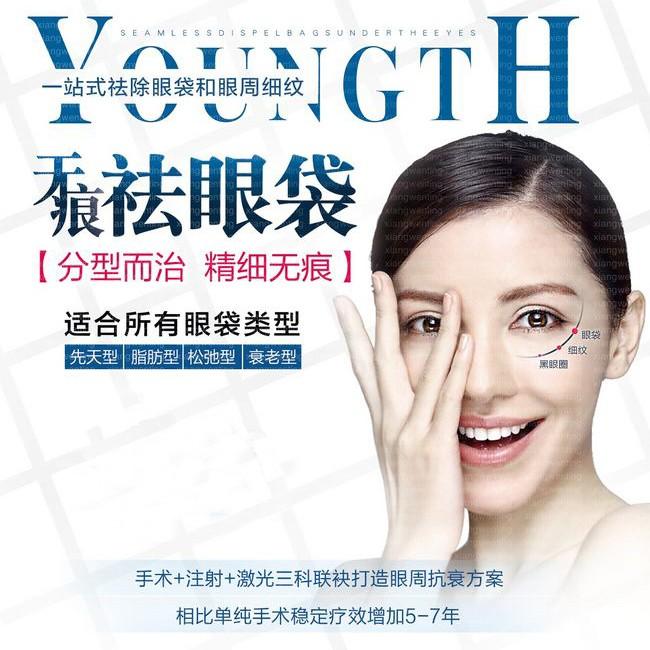 SEAMLESSDISPELBAGSUNDERTHEEYES
YOUNGTH
一站式祛除眼袋和眼周细纹
无痕祛眼袋
【分型而治 精细无痕】
适合所有眼袋类型
先天型 脂肪型 松弛型 衰老型
眼袋
细纹
黑眼圈
手术+注射+激光三科联袂打造眼周抗衰方案
相比单纯手术稳定疗效增加5-7年
xiangwenting